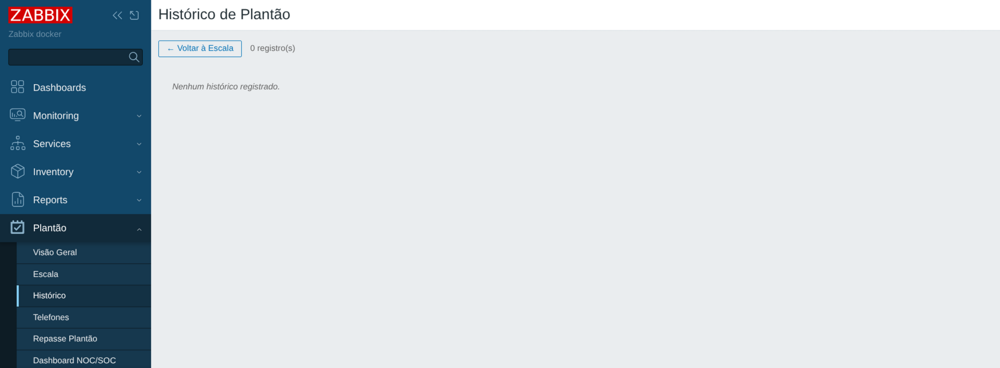 ZABBIX
Zabbix docker
Dashboards
Monitoring
Services
Inventory
Reports
Plantão
Visão Geral
Escala
Histórico
Telefones
Repasse Plantão
Dashboard NOC/SOC
Histórico de Plantão
← Voltar à Escala 0 registro(s)
Nenhum histórico registrado.